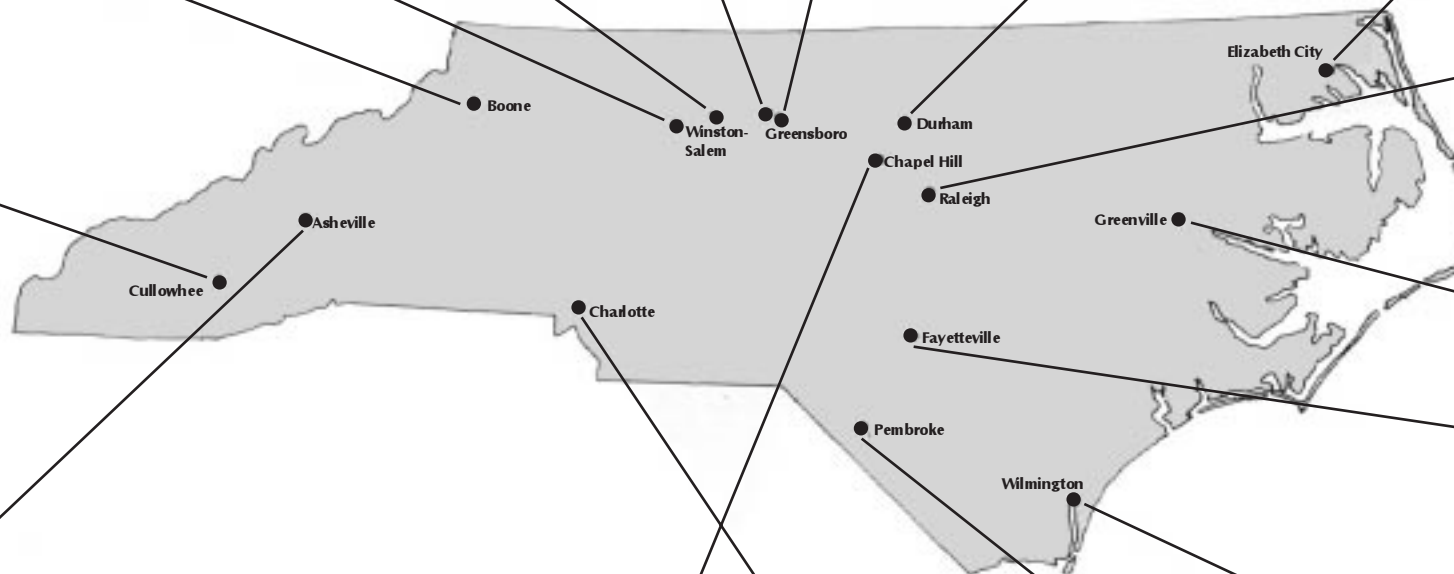 Elizabeth City
Boone
Winston-
Salem
Greensboro
Durham
Chapel Hill
Raleigh
Greenville
Asheville
Cullowhee
Charlotte
Fayetteville
Pembroke
Wilmington